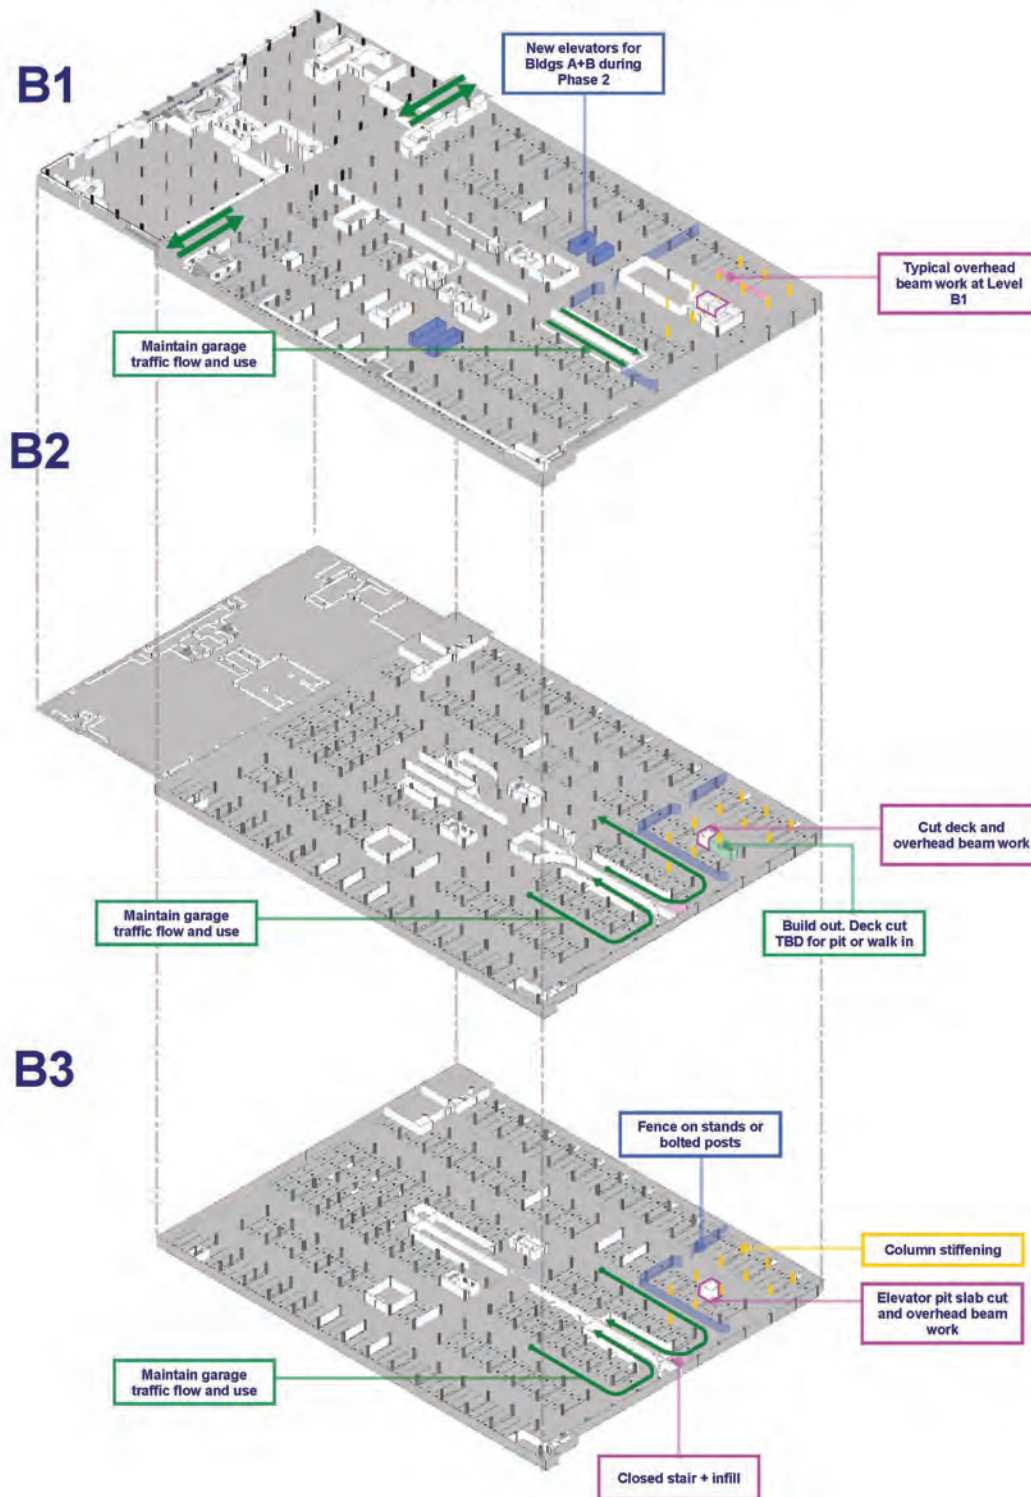 B1
New elevators for
Bldgs A+B during
Phase 2
Typical overhead
beam work at Level
B1
Maintain garage
traffic flow and use
B2
Cut deck and
overhead beam work
Maintain garage
traffic flow and use
Build out. Deck cut
TBD for pit or walk in
B3
Fence on stands or
bolted posts
Column stiffening
Elevator pit slab cut
and overhead beam
work
Maintain garage
traffic flow and use
Closed stair + infill